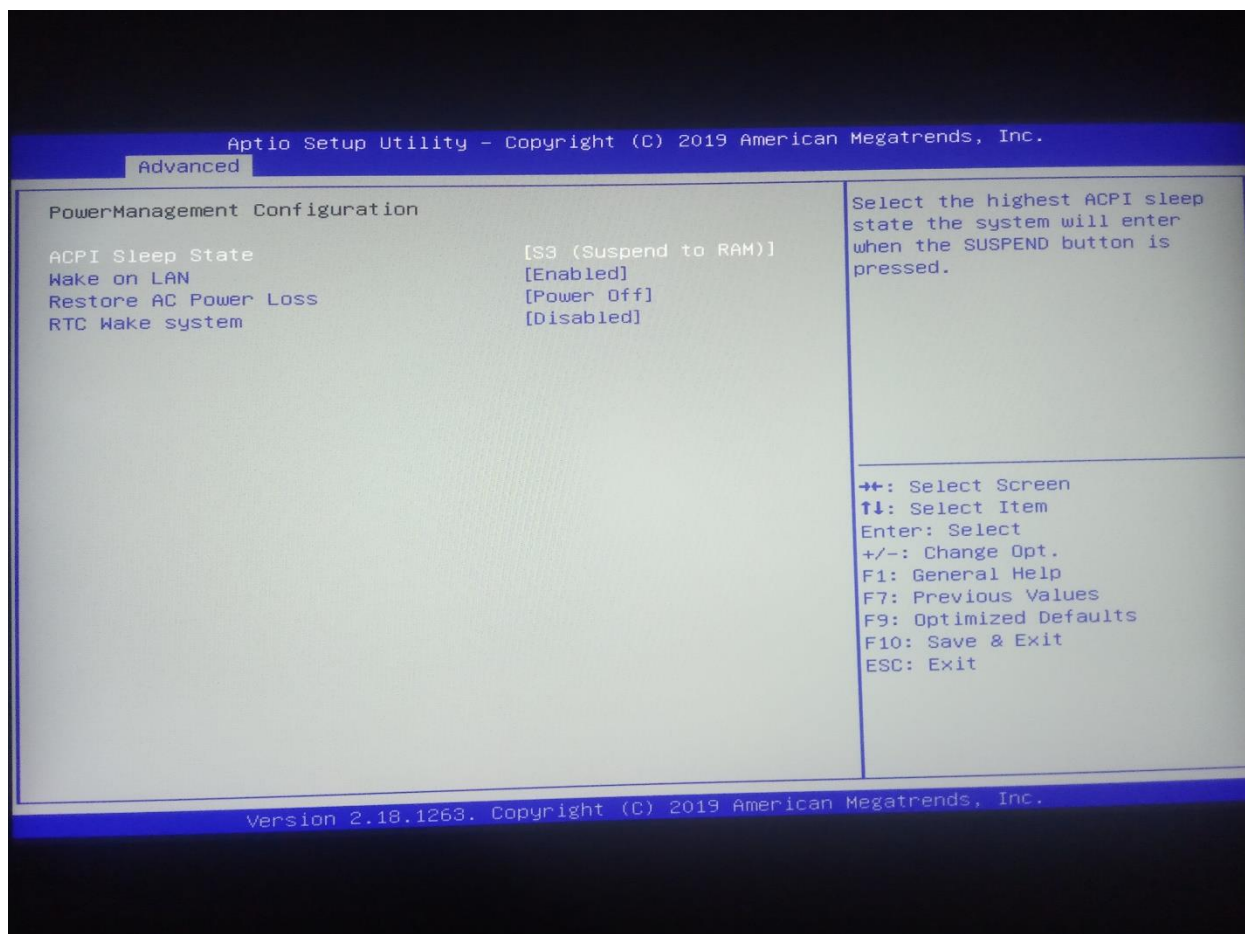 Aptio Setup Utility – Copyright (C) 2019 American Megatrends, Inc.
Advanced
PowerManagement Configuration
ACPI Sleep State [S3 (Suspend to RAM)]
Wake on LAN [Enabled]
Restore AC Power Loss [Power Off]
RTC Wake system [Disabled]
Select the highest ACPI sleep
state the system will enter
when the SUSPEND button is
pressed.
→←: Select Screen
↑↓: Select Item
Enter: Select
+/-: Change Opt.
F1: General Help
F7: Previous Values
F9: Optimized Defaults
F10: Save & Exit
ESC: Exit
Version 2.18.1263. Copyright (C) 2019 American Megatrends, Inc.